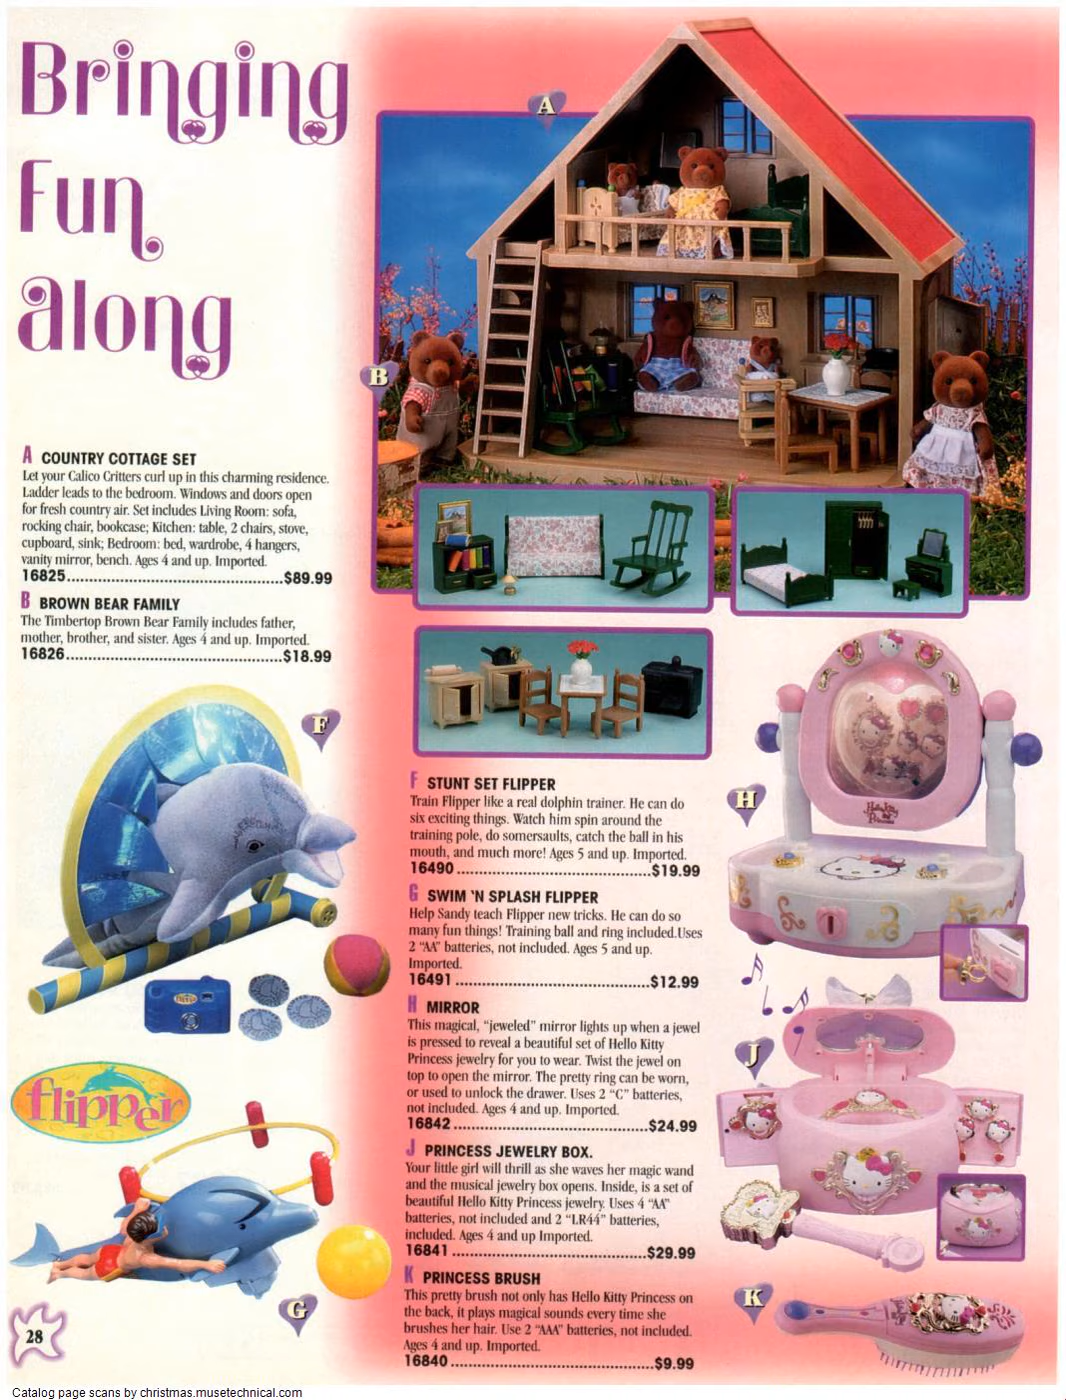 Bringing
Fun
along
A
B
A COUNTRY COTTAGE SET
Let your Calico Critters curl up in this charming residence.
Ladder leads to the bedroom. Windows and doors open
for fresh country air. Set includes Living Room: sofa,
rocking chair, bookcase; Kitchen: table, 2 chairs, stove,
cupboard, sink; Bedroom: bed, wardrobe, 4 hangers,
vanity mirror, bench. Ages 4 and up. Imported.
16825..........................................$89.99
B BROWN BEAR FAMILY
The Timbertop Brown Bear Family includes father,
mother, brother, and sister. Ages 4 and up. Imported.
16826..........................................$18.99
F
F STUNT SET FLIPPER
Train Flipper like a real dolphin trainer. He can do
six exciting things. Watch him spin around the
training pole, do somersaults, catch the ball in his
mouth, and much more! Ages 5 and up. Imported.
16490......................................$19.99
G SWIM 'N SPLASH FLIPPER
Help Sandy teach Flipper new tricks. He can do so
many fun things! Training ball and ring included.Uses
2 "AA" batteries, not included. Ages 5 and up.
Imported.
16491......................................$12.99
H MIRROR
This magical, "jeweled" mirror lights up when a jewel
is pressed to reveal a beautiful set of Hello Kitty
Princess jewelry for you to wear. Twist the jewel on
top to open the mirror. The pretty ring can be worn,
or used to unlock the drawer. Uses 2 "C" batteries,
not included. Ages 4 and up. Imported.
16842......................................$24.99
J PRINCESS JEWELRY BOX.
Your little girl will thrill as she waves her magic wand
and the musical jewelry box opens. Inside, is a set of
beautiful Hello Kitty Princess jewelry. Uses 4 "AA"
batteries, not included and 2 "LR44" batteries,
included. Ages 4 and up Imported.
16841......................................$29.99
K PRINCESS BRUSH
This pretty brush not only has Hello Kitty Princess on
the back, it plays magical sounds every time she
brushes her hair. Use 2 "AAA" batteries, not included.
Ages 4 and up. Imported.
16840.............................................$9.99
H
Hello Kitty
Princess
J
K
flipper
G
28
Catalog page scans by christmas.musetechnical.com